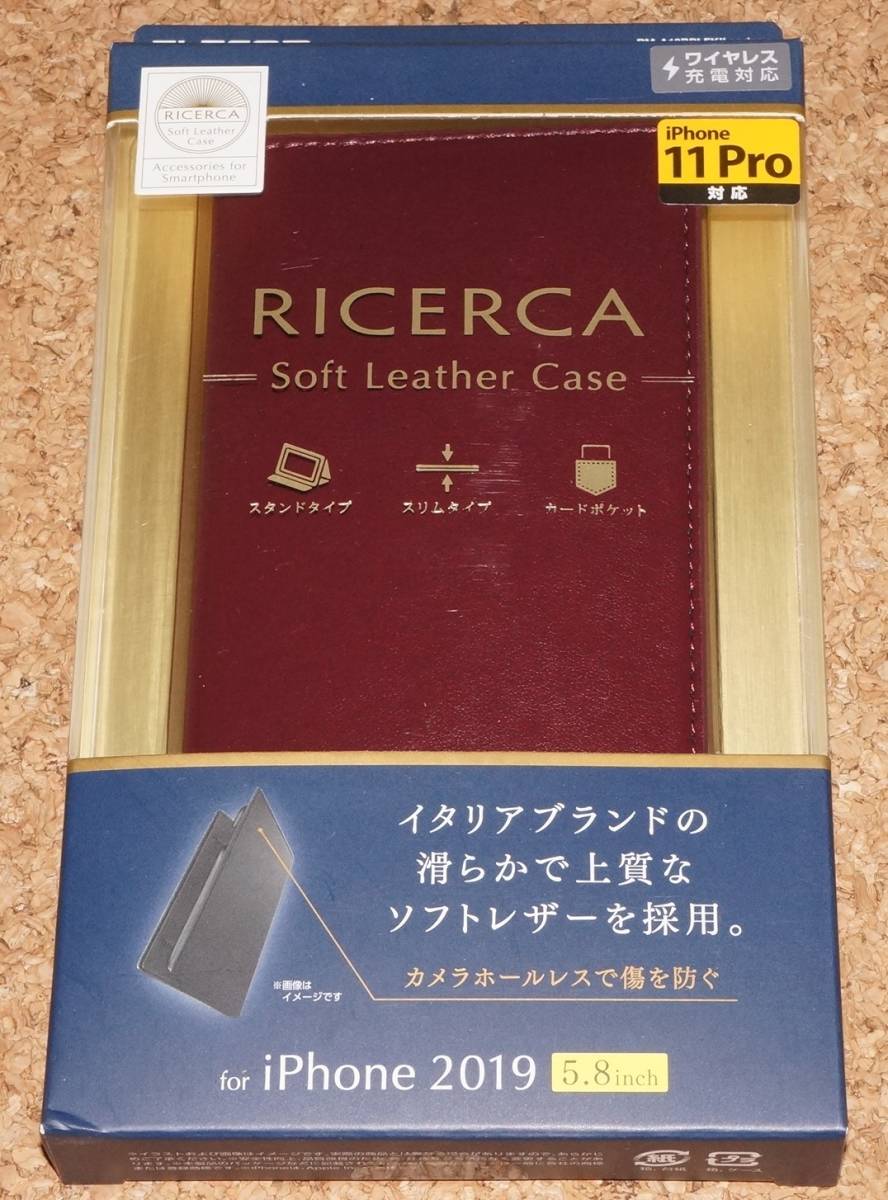 ワイヤレス
充電対応
RICERCA
Soft Leather
Case
Accessories for
Smartphone
iPhone
11 Pro
対応
RICERCA
Soft Leather Case
スタンドタイプ
スリムタイプ
カードポケット
イタリアブランドの
滑らかで上質な
ソフトレザーを採用。
カメラホールレスで傷を防ぐ
※画像は
イメージです
for iPhone 2019 5.8inch
紙
プラ